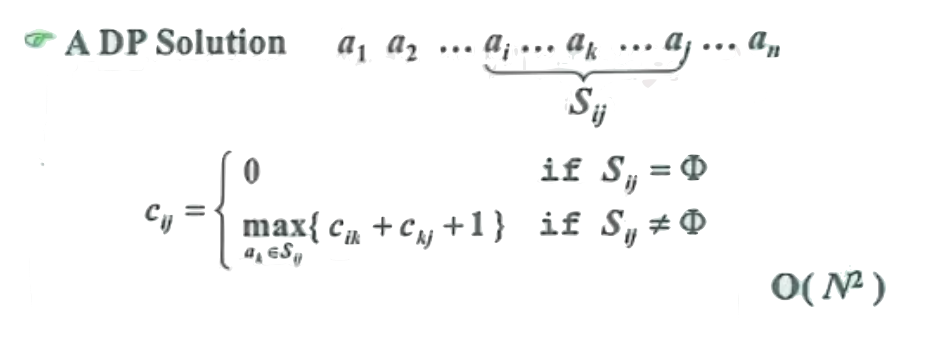 ☞ A DP Solution a₁ a₂ ... aᵢ ... aₖ ... aⱼ ... aₙ
Sᵢⱼ
cᵢⱼ = { 0 if Sᵢⱼ = Φ
max{ cᵢₖ + cₖⱼ + 1 } if Sᵢⱼ ≠ Φ
aₖ∈Sᵢⱼ
O( N² )